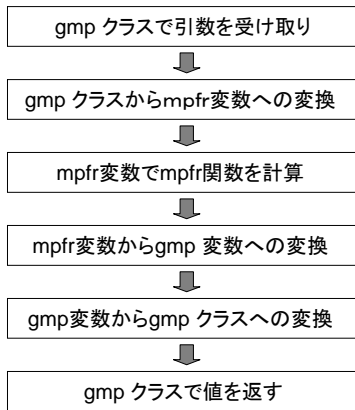 gmp クラスで引数を受け取り
gmp クラスからmpfr変数への変換
mpfr変数でmpfr関数を計算
mpfr変数からgmp 変数への変換
gmp変数からgmp クラスへの変換
gmp クラスで値を返す